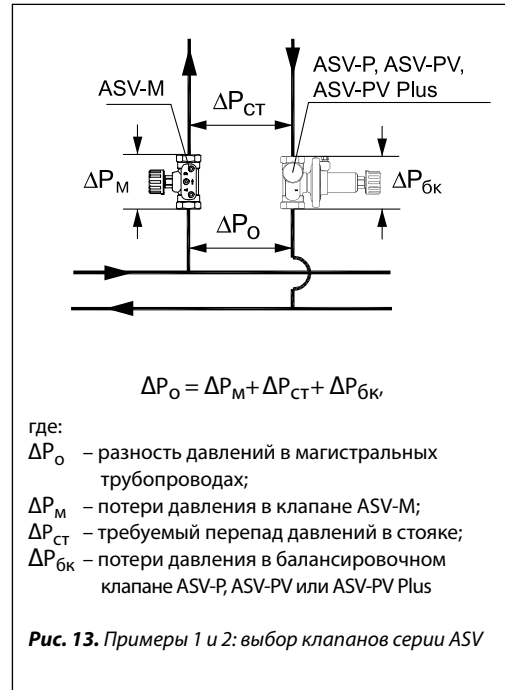 ASV-M
ΔPст
ASV-P, ASV-PV,
ASV-PV Plus
ΔPм
ΔPбк
ΔPо
ΔPо = ΔPм+ ΔPст+ ΔPбк,
где:
ΔPо – разность давлений в магистральных
трубопроводах;
ΔPм – потери давления в клапане ASV-M;
ΔPст – требуемый перепад давлений в стояке;
ΔPбк – потери давления в балансировочном
клапане ASV-P, ASV-PV или ASV-PV Plus
Рис. 13. Примеры 1 и 2: выбор клапанов серии ASV